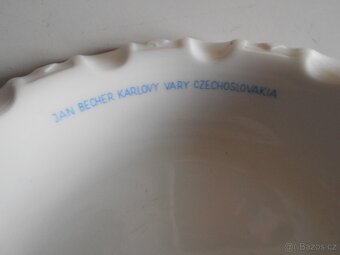 JAN BECHER KARLOVY VARY CZECHOSLOVAKIA
© Bazos.cz